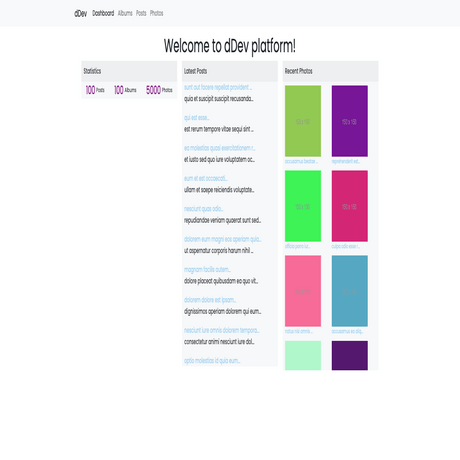 dDev Dashboard Albums Posts Photos
Welcome to dDev platform!
Statistics
100 Posts 100 Albums 5000 Photos
Latest Posts
sunt aut facere repellat provident...
quia et suscipit suscipit recusanda...
qui est esse...
est rerum tempore vitae sequi sint ...
ea molestias quasi exercitationem r...
et iusto sed quo iure voluptatem oc...
eum et est occaecati...
ullam et saepe reiciendis voluptate...
nesciunt quas odio...
repudiandae veniam quaerat sunt sed...
dolorem eum magni eos aperiam quia...
ut aspernatur corporis harum nihil ...
magnam facilis autem...
dolore placeat quibusdam ea quo vit...
dolorem dolore est ipsam...
dignissimos aperiam dolorem qui eum...
nesciunt iure omnis dolorem tempora...
consectetur animi nesciunt iure dol...
optio molestias id quia eum...
Recent Photos
150 x 150 150 x 150
accusamus beatae ... reprehenderit est...
150 x 150 150 x 150
officia porro iur... culpa odio esse r...
150 x 150
natus nisi omnis ... accusamus ea aliq...